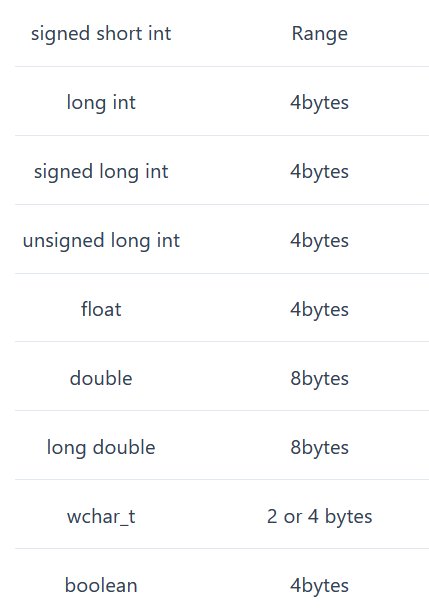 signed short int Range
long int 4bytes
signed long int 4bytes
unsigned long int 4bytes
float 4bytes
double 8bytes
long double 8bytes
wchar_t 2 or 4 bytes
boolean 4bytes